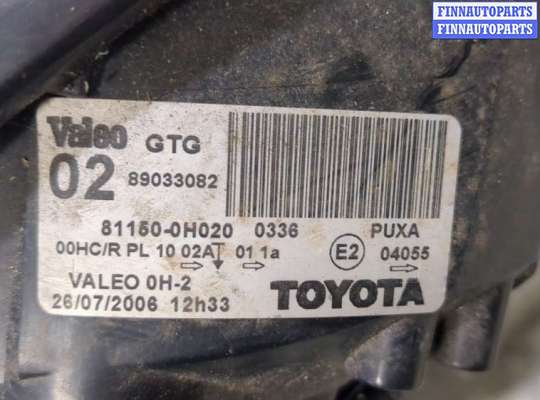 FINNAUTOPARTS
FINNAUTOPARTS
Valeo GTG
02 89033082
81150-0H020 0336 PUXA
00HC/R PL 10 02A 01 1a E2 04055
VALEO 0H-2
26/07/2006 12h33 TOYOTA